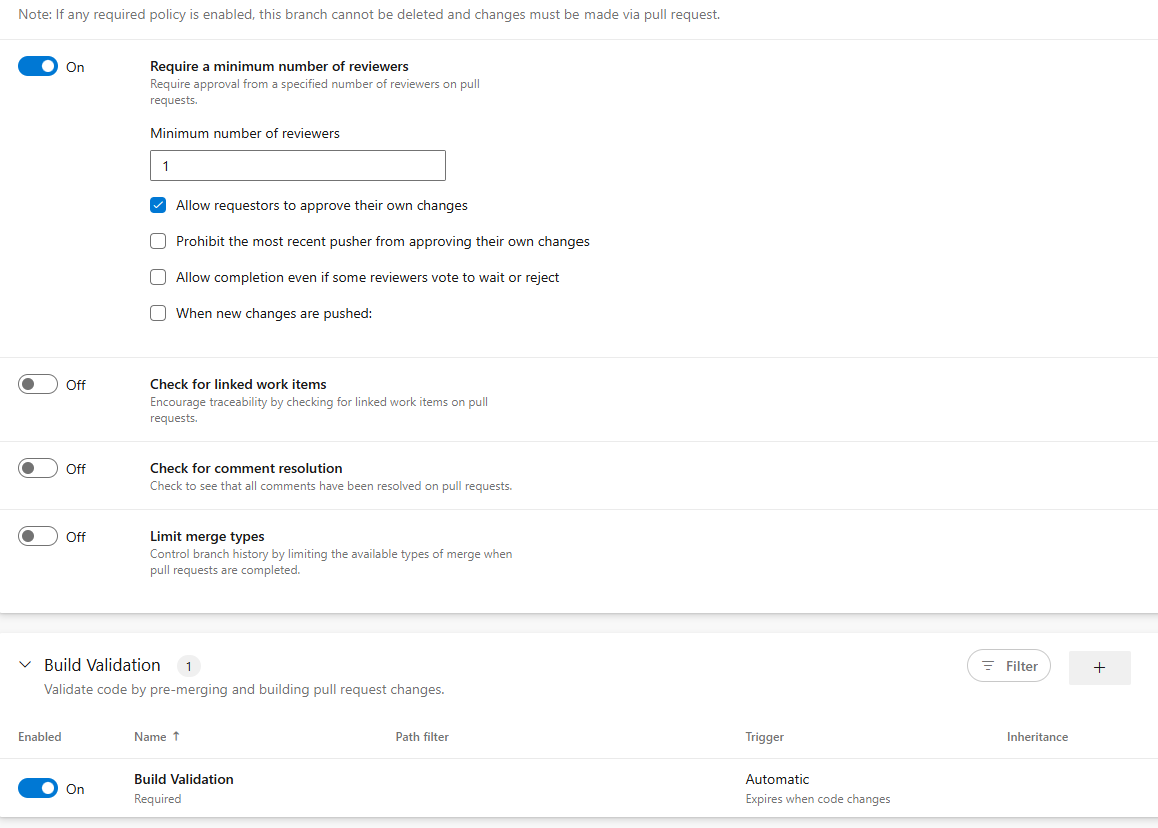 Note: If any required policy is enabled, this branch cannot be deleted and changes must be made via pull request.
On
Require a minimum number of reviewers
Require approval from a specified number of reviewers on pull
requests.
Minimum number of reviewers
1
Allow requestors to approve their own changes
Prohibit the most recent pusher from approving their own changes
Allow completion even if some reviewers vote to wait or reject
When new changes are pushed:
Off
Check for linked work items
Encourage traceability by checking for linked work items on pull
requests.
Off
Check for comment resolution
Check to see that all comments have been resolved on pull requests.
Off
Limit merge types
Control branch history by limiting the available types of merge when
pull requests are completed.
Build Validation 1
Filter
+
Validate code by pre-merging and building pull request changes.
Enabled Name ↑ Path filter Trigger Inheritance
On
Build Validation
Required
Automatic
Expires when code changes